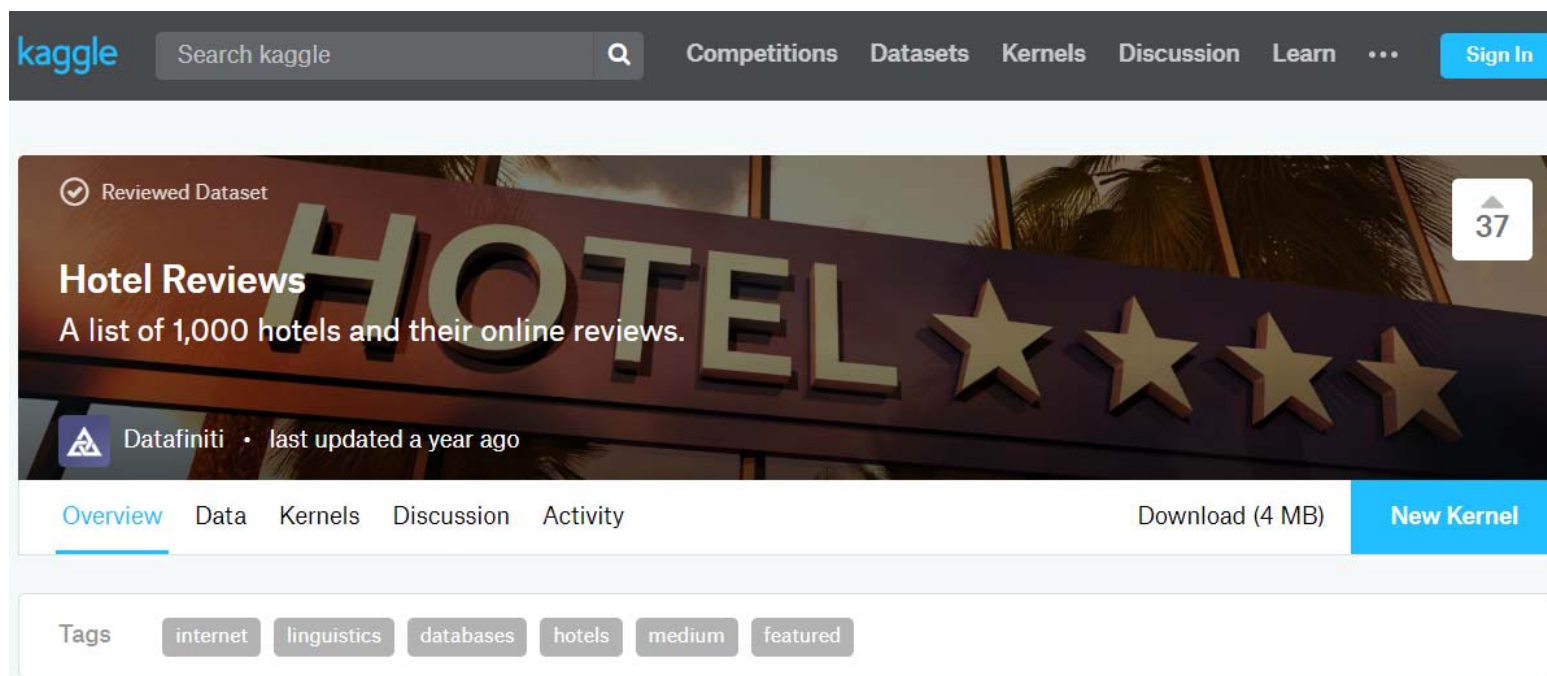 kaggle Search kaggle Competitions Datasets Kernels Discussion Learn ••• Sign In
Reviewed Dataset
37
HOTEL
Hotel Reviews
A list of 1,000 hotels and their online reviews.
Datafiniti • last updated a year ago
Overview Data Kernels Discussion Activity Download (4 MB) New Kernel
Tags internet linguistics databases hotels medium featured